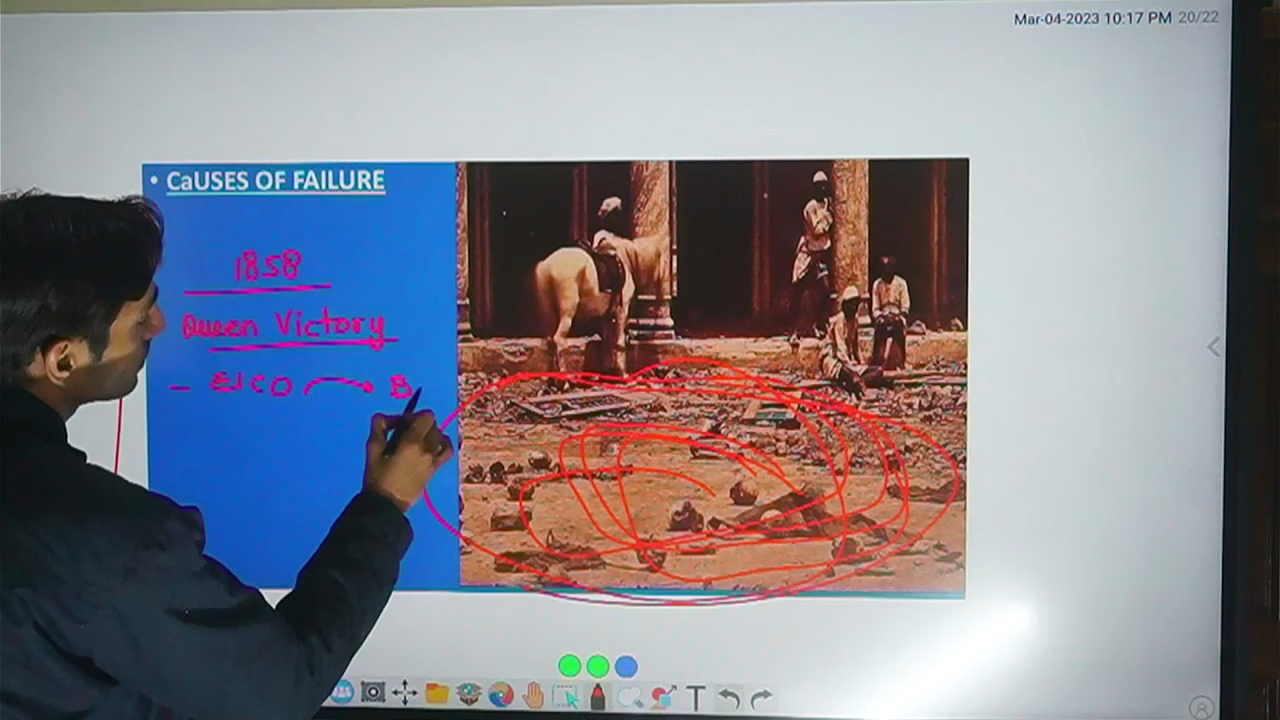 Mar-04-2023 10:17 PM 20/22
• CaUSES OF FAILURE
1858
Queen Victory
- EICO B
T